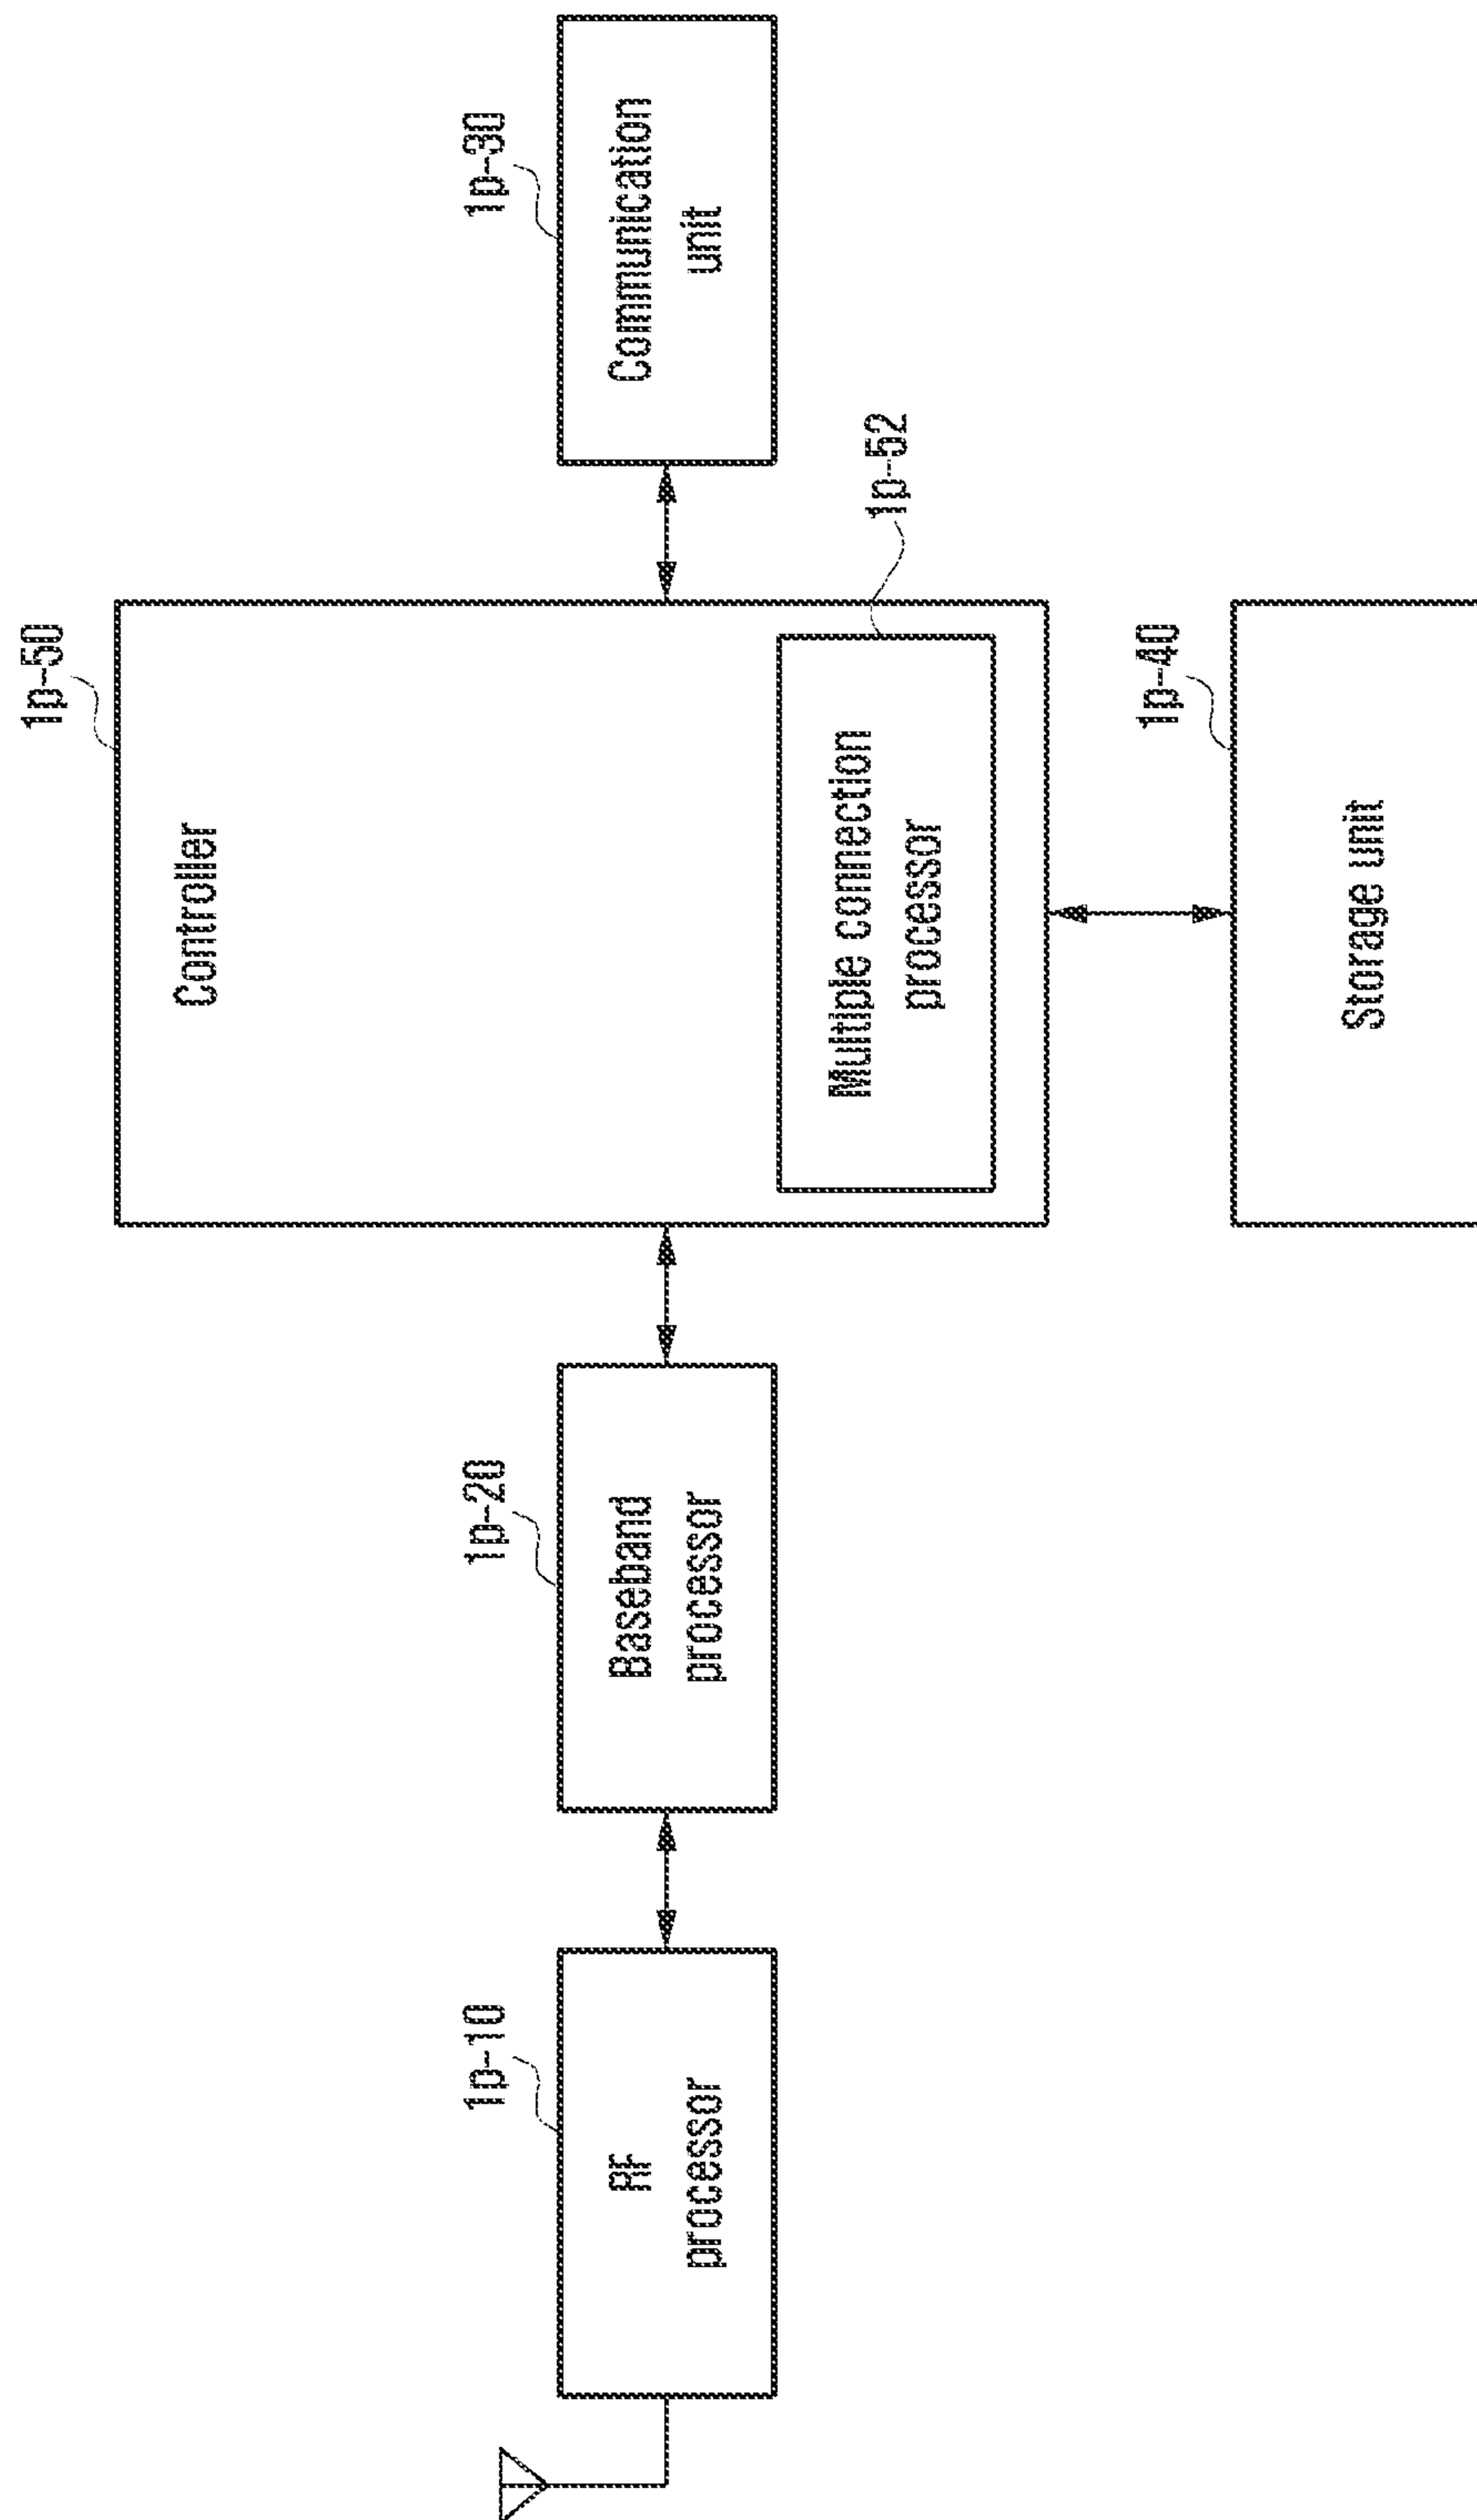 1p-50
Controller
1p-10
1p-20
1p-30
RF
processor
Baseband
processor
Communication
unit
Multiple connection
processor
1p-52
1p-40
Storage unit